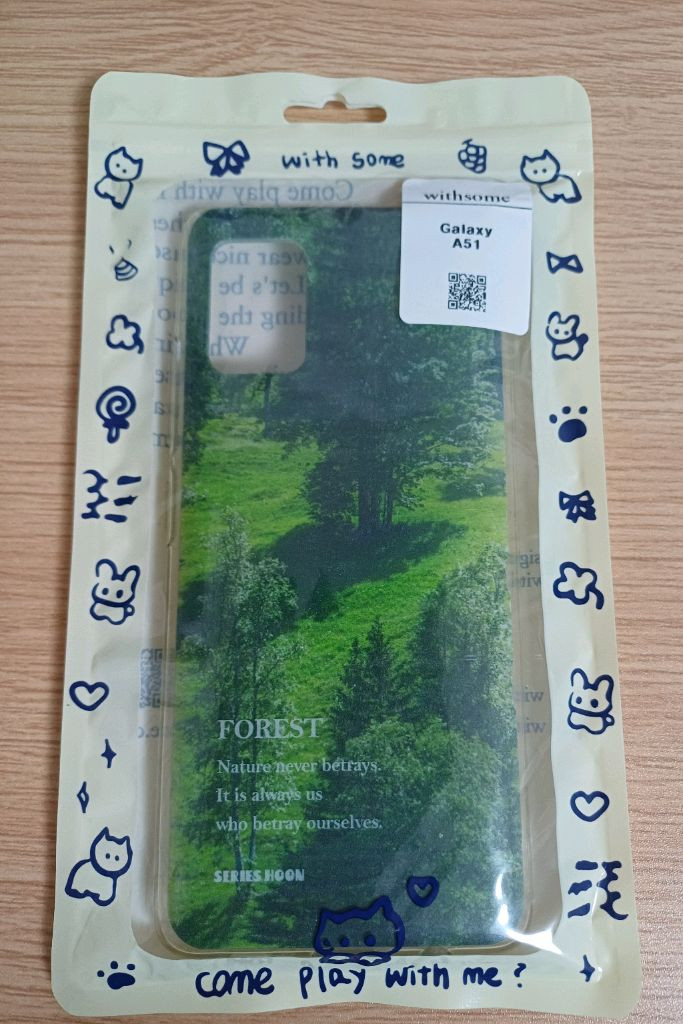 with some
withsome
Galaxy
A51
Come play with
wear nic
Let's be
ding the
Wh
FOREST
Nature never betrays.
It is always us
who betray ourselves.
SERIES HOON
come play with me?